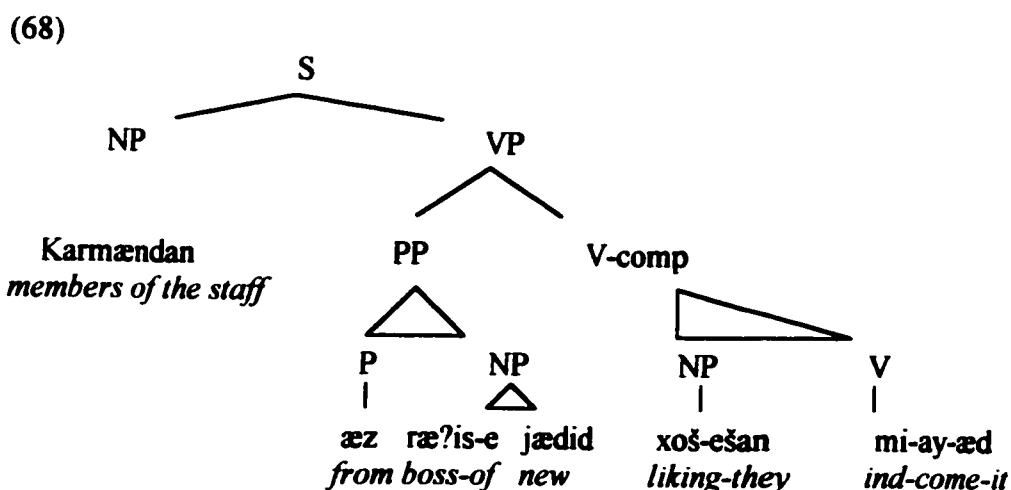 (68)
S
NP VP
Karmændan PP V-comp
members of the staff
P NP NP V
æz ræ?is-e jædid xoš-ešan mi-ay-æd
from boss-of new liking-they ind-come-it